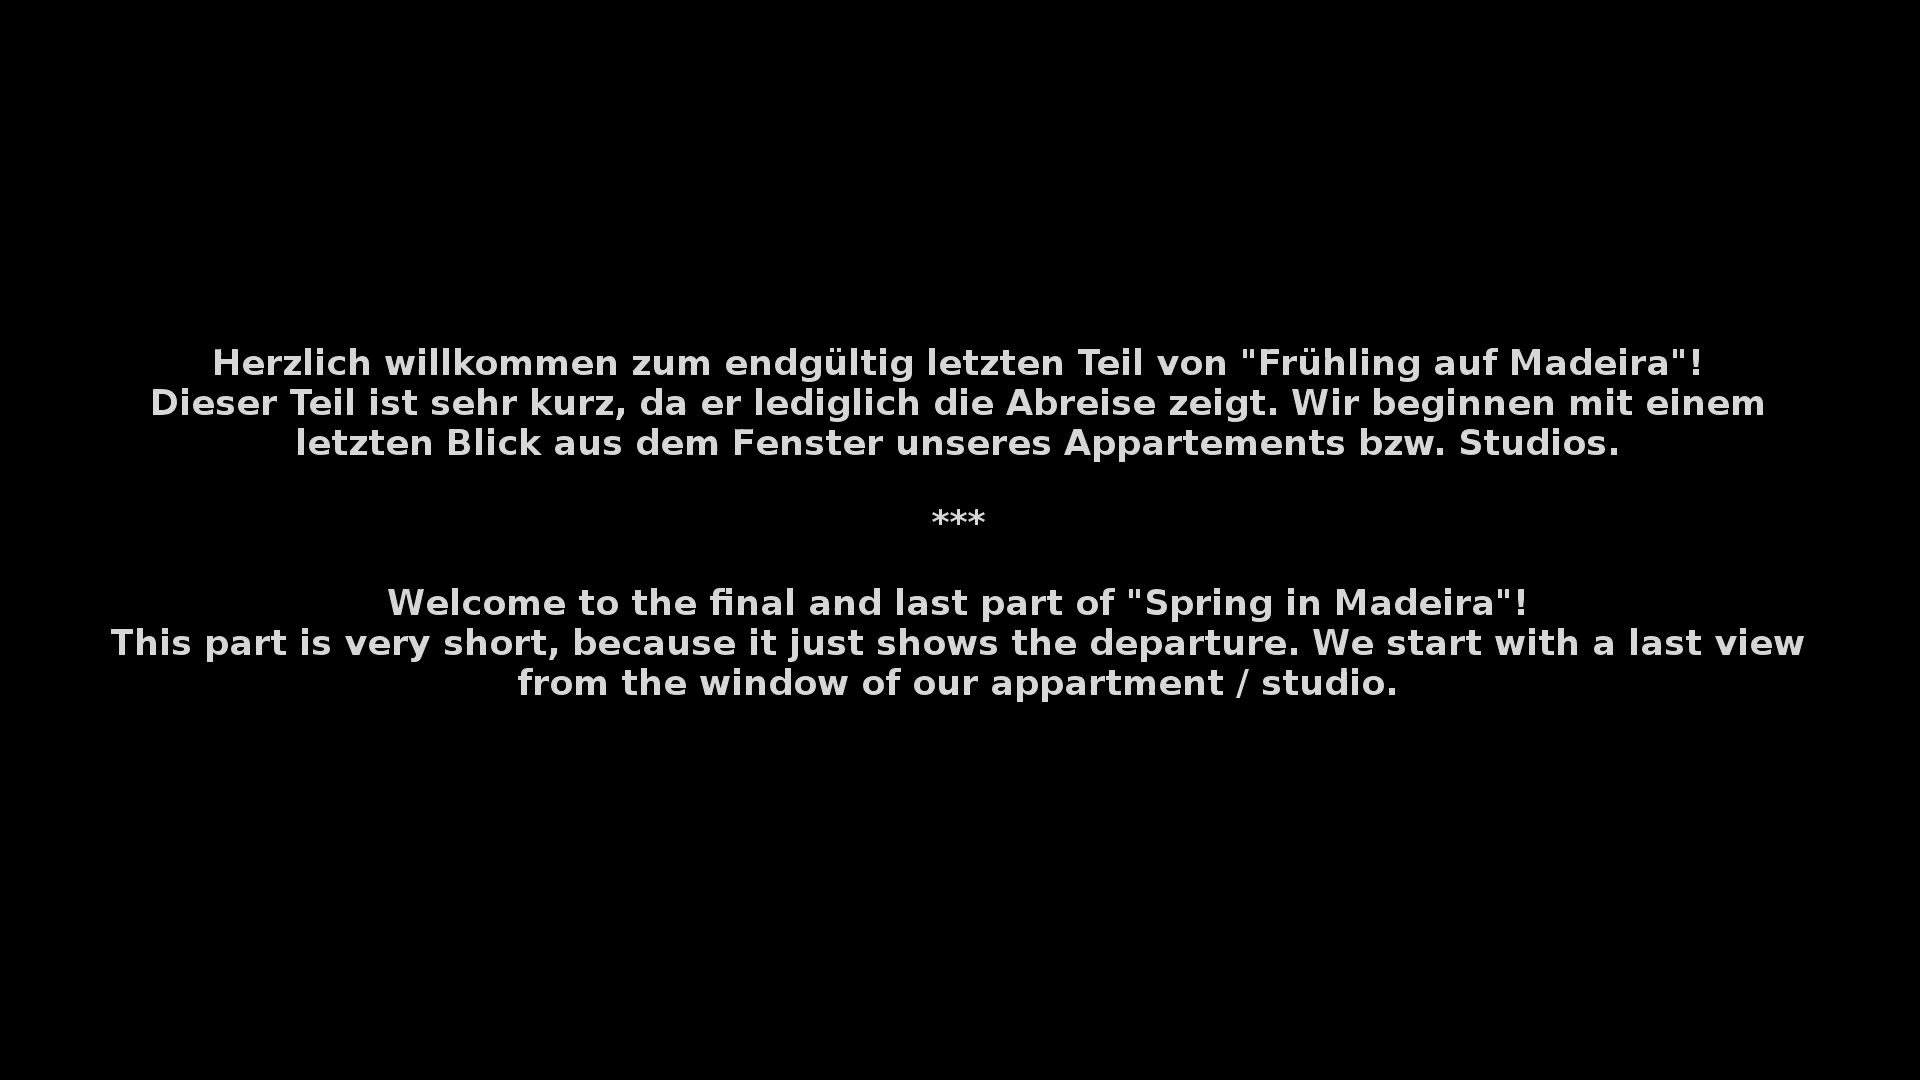 Herzlich willkommen zum endgültig letzten Teil von "Frühling auf Madeira"!
Dieser Teil ist sehr kurz, da er lediglich die Abreise zeigt. Wir beginnen mit einem
letzten Blick aus dem Fenster unseres Appartements bzw. Studios.
***
Welcome to the final and last part of "Spring in Madeira"!
This part is very short, because it just shows the departure. We start with a last view
from the window of our appartment / studio.